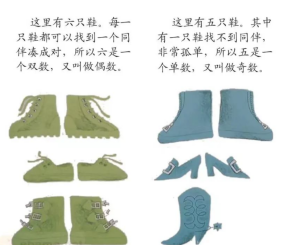 这里有六只鞋。每一
只鞋都可以找到一个同
伴凑成对，所以六是一
个双数，又叫做偶数。
这里有五只鞋。其中
有一只鞋找不到同伴，
非常孤单，所以五是一
个单数，又叫做奇数。